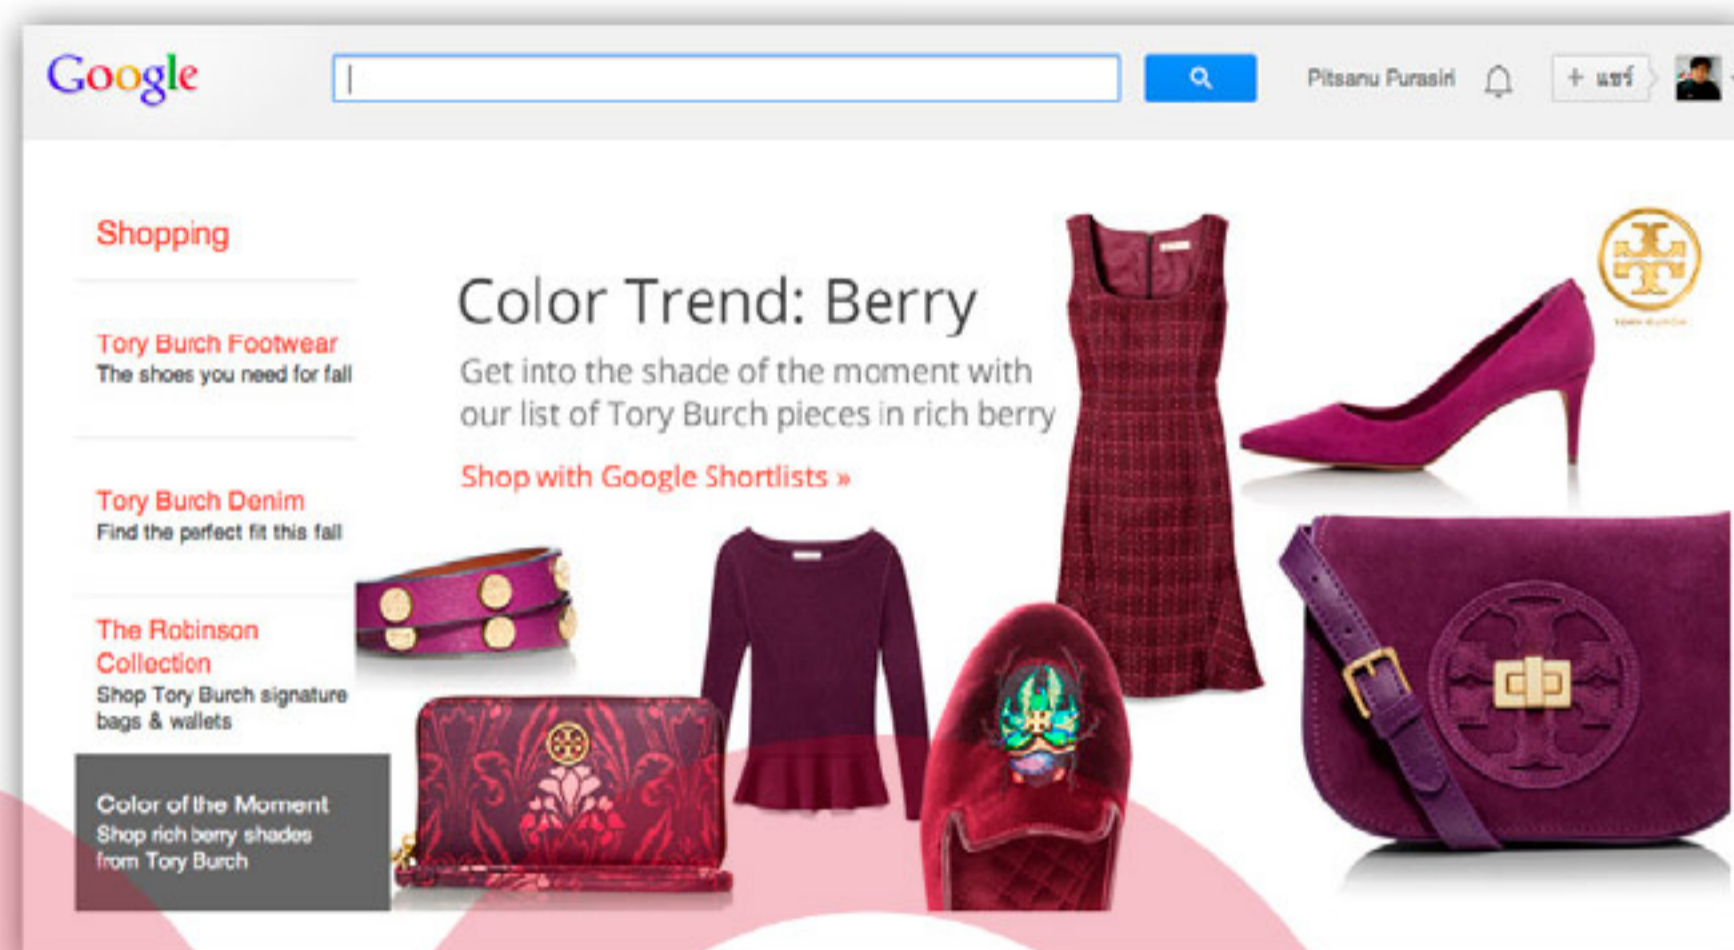 Google
Pitsanu Purasiri
+ แชร์
Shopping
Tory Burch Footwear
The shoes you need for fall
Tory Burch Denim
Find the perfect fit this fall
The Robinson
Collection
Shop Tory Burch signature
bags & wallets
Color of the Moment
Shop rich berry shades
from Tory Burch
Color Trend: Berry
Get into the shade of the moment with
our list of Tory Burch pieces in rich berry
Shop with Google Shortlists »
TORY BURCH